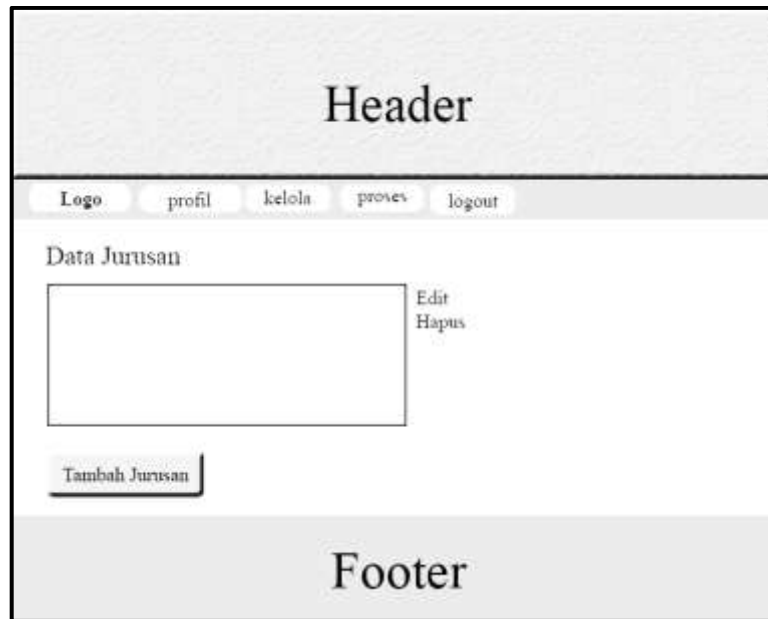 Header
Logo profil kelola proses logout
Data Jurusan
Edit
Hapus
Tambah Jurusan
Footer